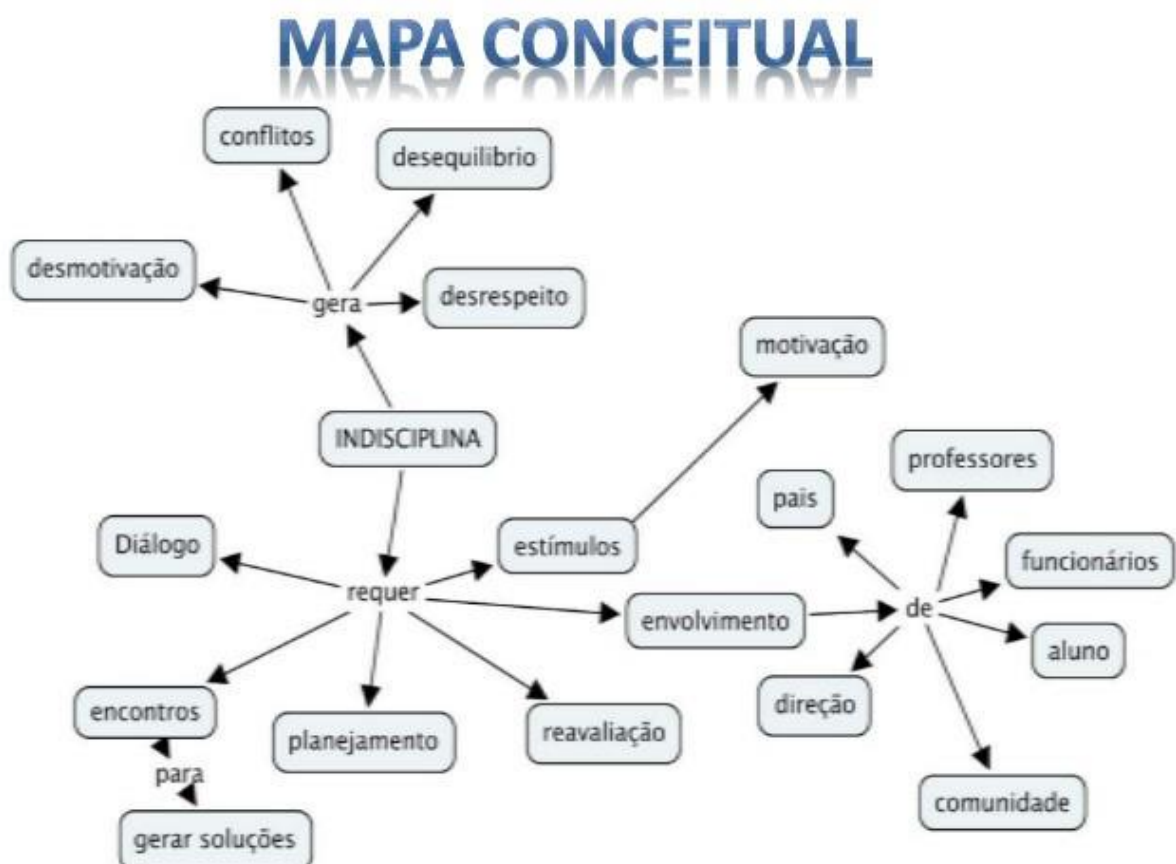 MAPA CONCEITUAL
conflitos
desequilibrio
desmotivação
gera
desrespeito
motivação
INDISCIPLINA
professores
pais
Diálogo
estímulos
funcionários
requer
envolvimento
de
aluno
encontros
planejamento
reavaliação
direção
para
comunidade
gerar soluções